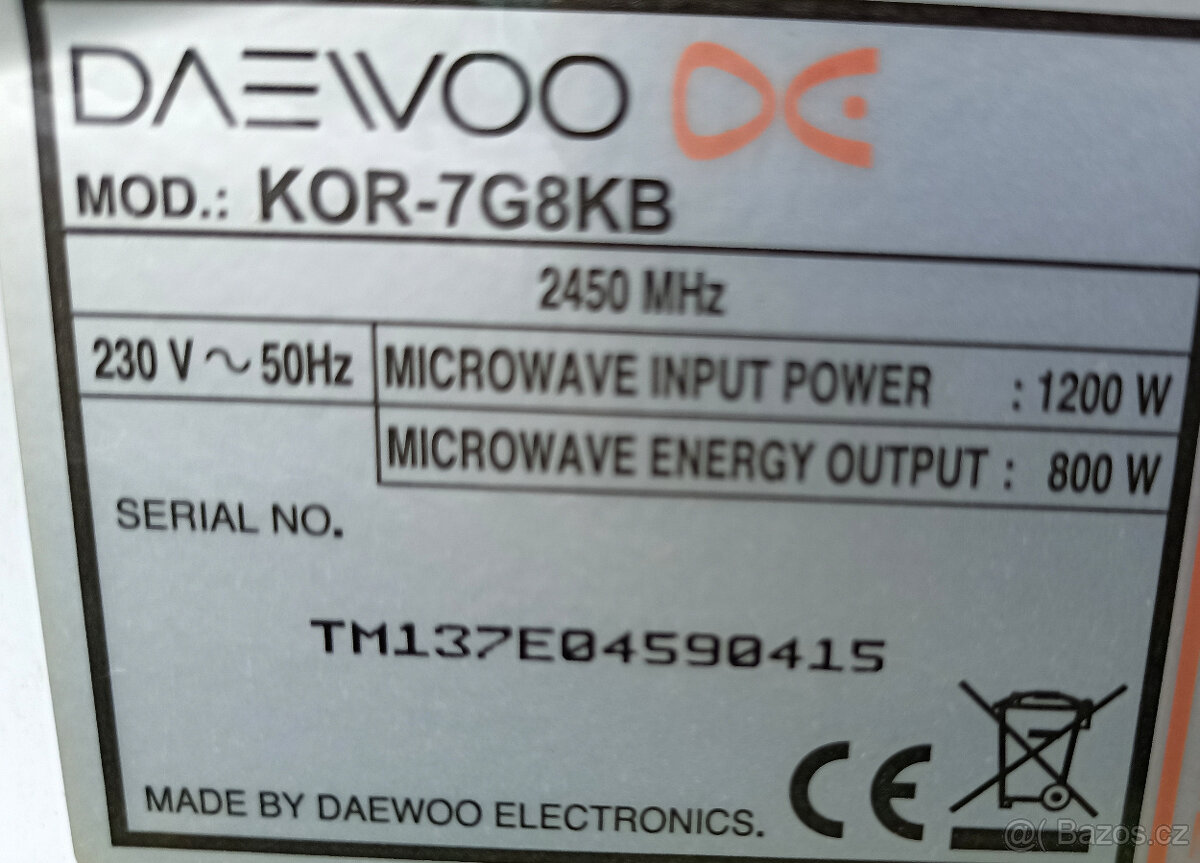 DAEWOO DE
MOD.: KOR-7G8KB
2450 MHz
230 V ~ 50Hz
MICROWAVE INPUT POWER : 1200 W
MICROWAVE ENERGY OUTPUT : 800 W
SERIAL NO.
TM137E04590415
CE
MADE BY DAEWOO ELECTRONICS.
@( Bazos.cz